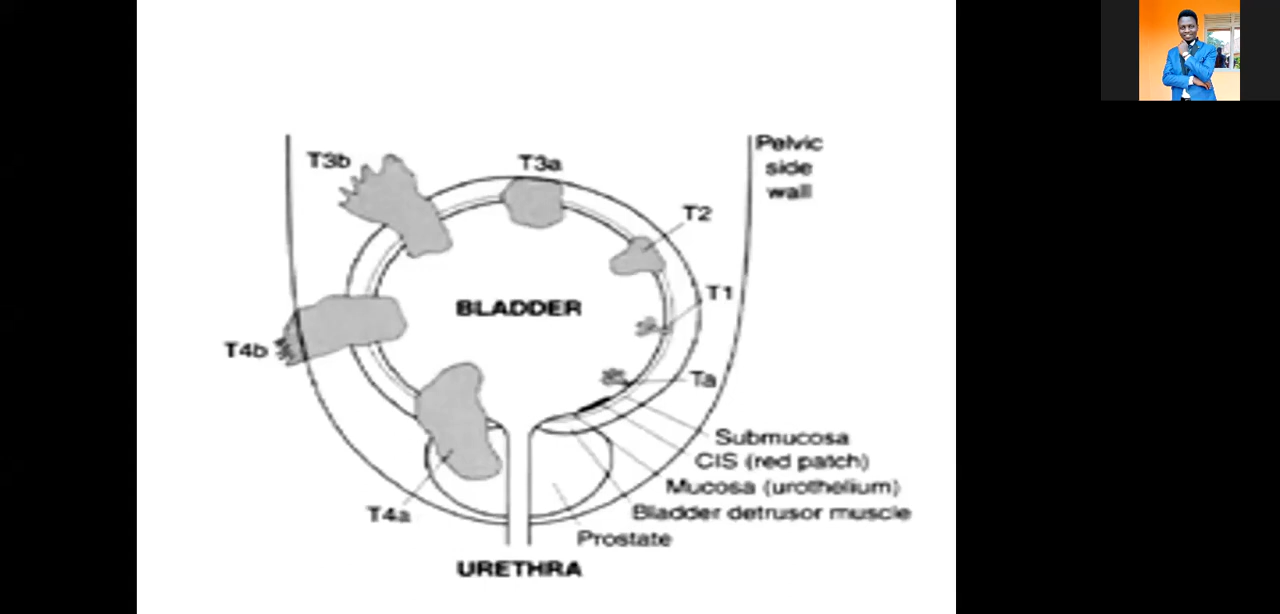 T3b
T3a
Pelvic
side
wall
T2
T1
BLADDER
T4b
Ta
Submucosa
CIS (red patch)
Mucosa (urothelium)
Bladder detrusor muscle
T4a
Prostate
URETHRA